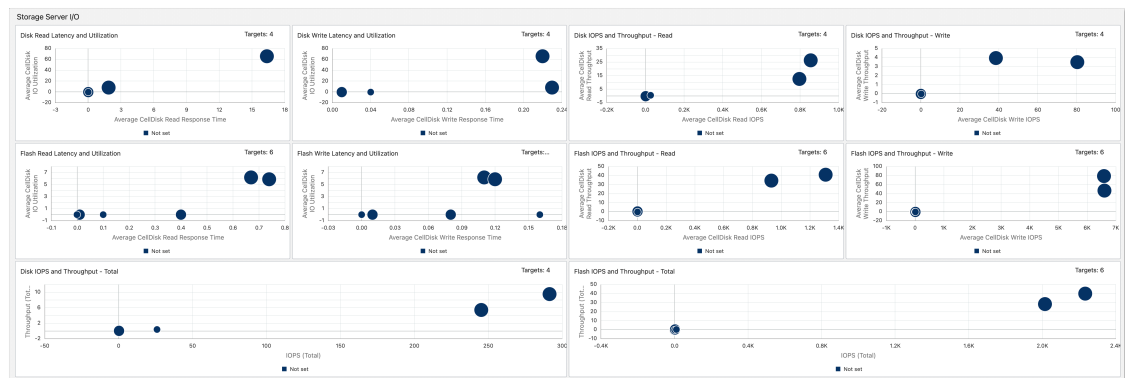 Storage Server I/O
Disk Read Latency and Utilization Targets: 4
80
60
40
20
0
-20
Average CellDisk
IO Utilization
-3 0 3 6 9 12 15 18
Average CellDisk Read Response Time
Not set
Disk Write Latency and Utilization Targets: 4
80
60
40
20
0
-20
Average CellDisk
IO Utilization
0.00 0.04 0.08 0.12 0.16 0.20 0.24
Average CellDisk Write Response Time
Not set
Disk IOPS and Throughput - Read Targets: 4
35
25
15
5
-5
Average CellDisk
Read Throughput
-0.2K 0.0 0.2K 0.4K 0.6K 0.8K 1.0K
Average CellDisk Read IOPS
Not set
Disk IOPS and Throughput - Write Targets: 4
5
4
3
2
1
0
-1
Average CellDisk
Write Throughput
-20 0 20 40 60 80 100
Average CellDisk Write IOPS
Not set
Flash Read Latency and Utilization Targets: 6
7
5
3
1
-1
Average CellDisk
IO Utilization
-0.1 0.0 0.1 0.2 0.3 0.4 0.5 0.6 0.7 0.8
Average CellDisk Read Response Time
Not set
Flash Write Latency and Utilization Targets:...
7
5
3
1
-1
Average CellDisk
IO Utilization
-0.03 0.00 0.03 0.06 0.09 0.12 0.15 0.18
Average CellDisk Write Response Time
Not set
Flash IOPS and Throughput - Read Targets: 6
50
40
30
20
10
0
-10
Average CellDisk
Read Throughput
-0.2K 0.0 0.2K 0.4K 0.6K 0.8K 1.0K 1.2K 1.4K
Average CellDisk Read IOPS
Not set
Flash IOPS and Throughput - Write Targets: 6
100
80
60
40
20
0
-20
Average CellDisk
Write Throughput
-1K 0 1K 2K 3K 4K 5K 6K 7K
Average CellDisk Write IOPS
Not set
Disk IOPS and Throughput - Total Targets: 4
10
6
2
-2
Throughput (Tot...
-50 0 50 100 150 200 250 300
IOPS (Total)
Not set
Flash IOPS and Throughput - Total Targets: 6
50
40
30
20
10
0
-10
Throughput (Tot...
-0.4K 0.0 0.4K 0.8K 1.2K 1.6K 2.0K 2.4K
IOPS (Total)
Not set